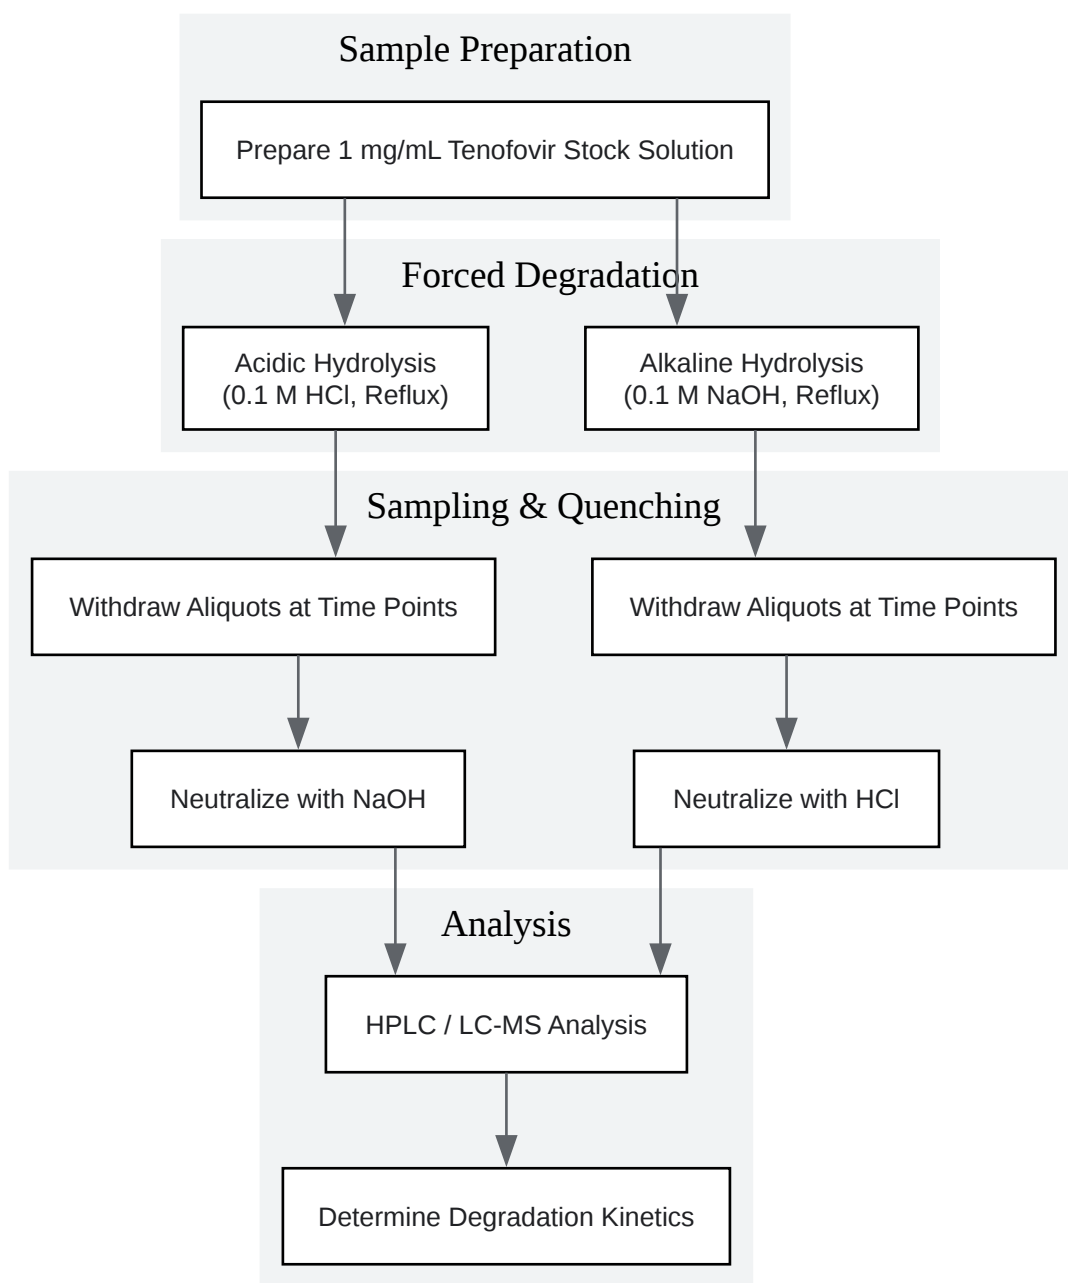 Sample Preparation
Prepare 1 mg/mL Tenofovir Stock Solution
Forced Degradation
Acidic Hydrolysis
(0.1 M HCl, Reflux)
Alkaline Hydrolysis
(0.1 M NaOH, Reflux)
Sampling & Quenching
Withdraw Aliquots at Time Points
Withdraw Aliquots at Time Points
Neutralize with NaOH
Neutralize with HCl
Analysis
HPLC / LC-MS Analysis
Determine Degradation Kinetics